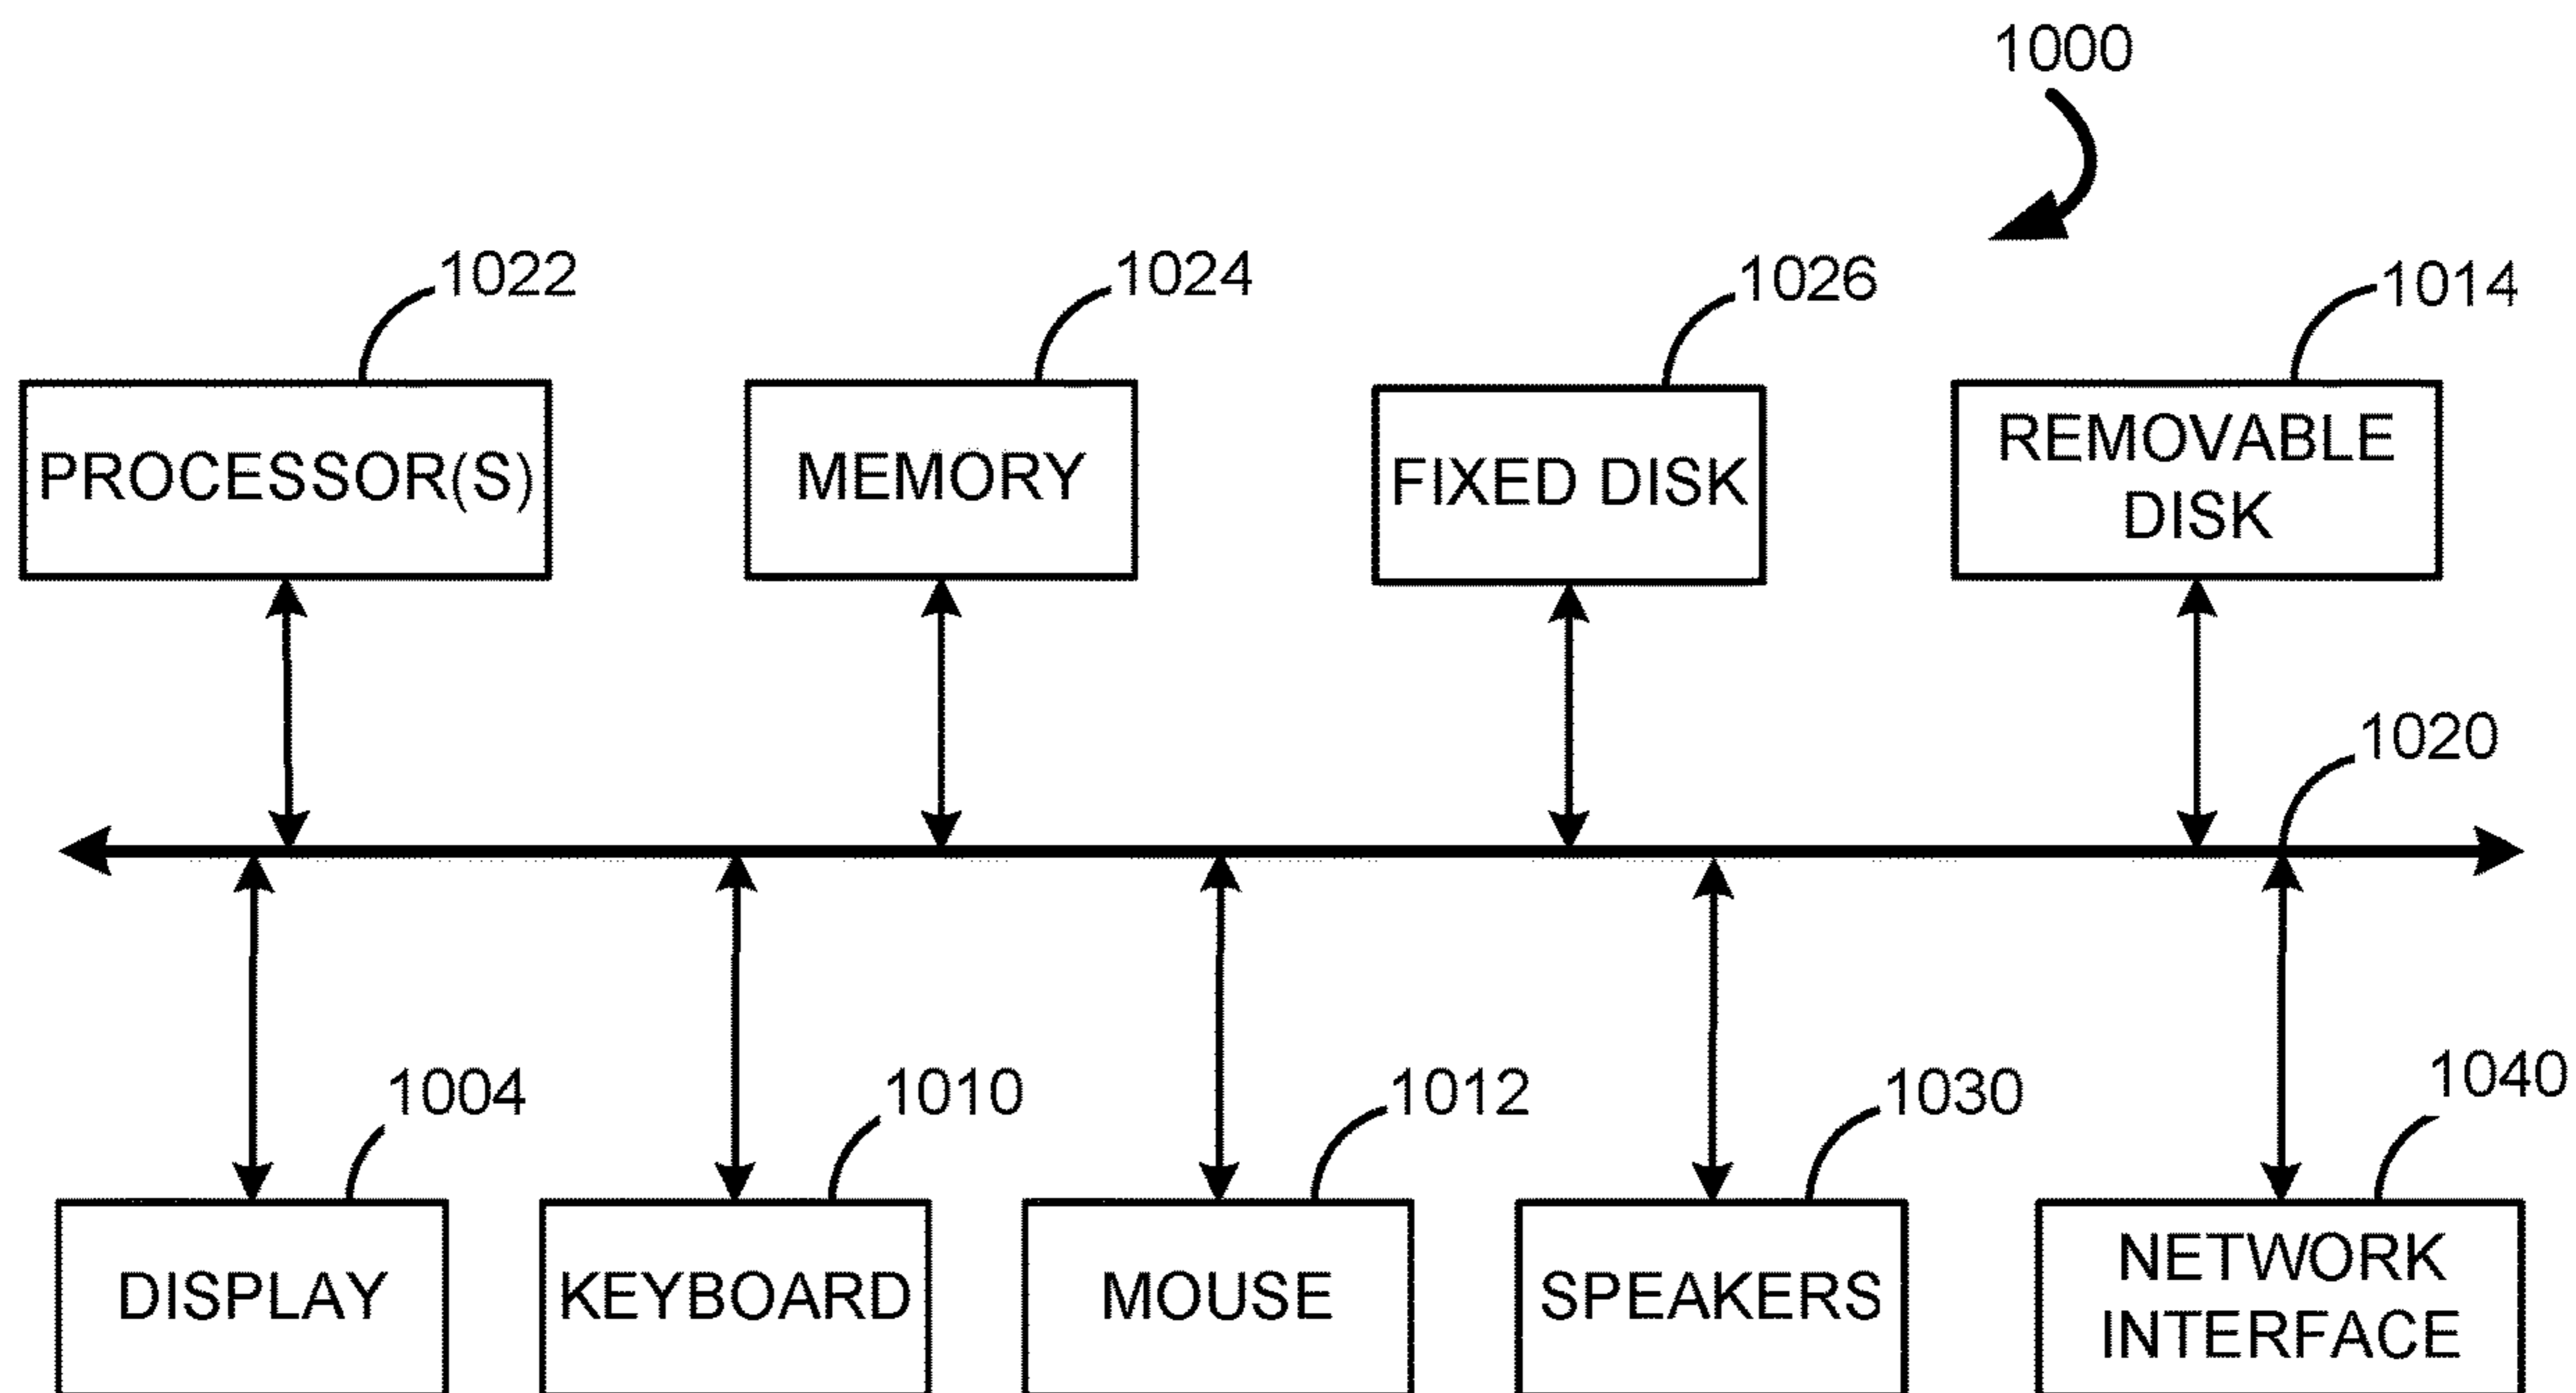 1000
1022
1024
1026
1014
PROCESSOR(S)
MEMORY
FIXED DISK
REMOVABLE
DISK
1020
1004
1010
1012
1030
1040
DISPLAY
KEYBOARD
MOUSE
SPEAKERS
NETWORK
INTERFACE